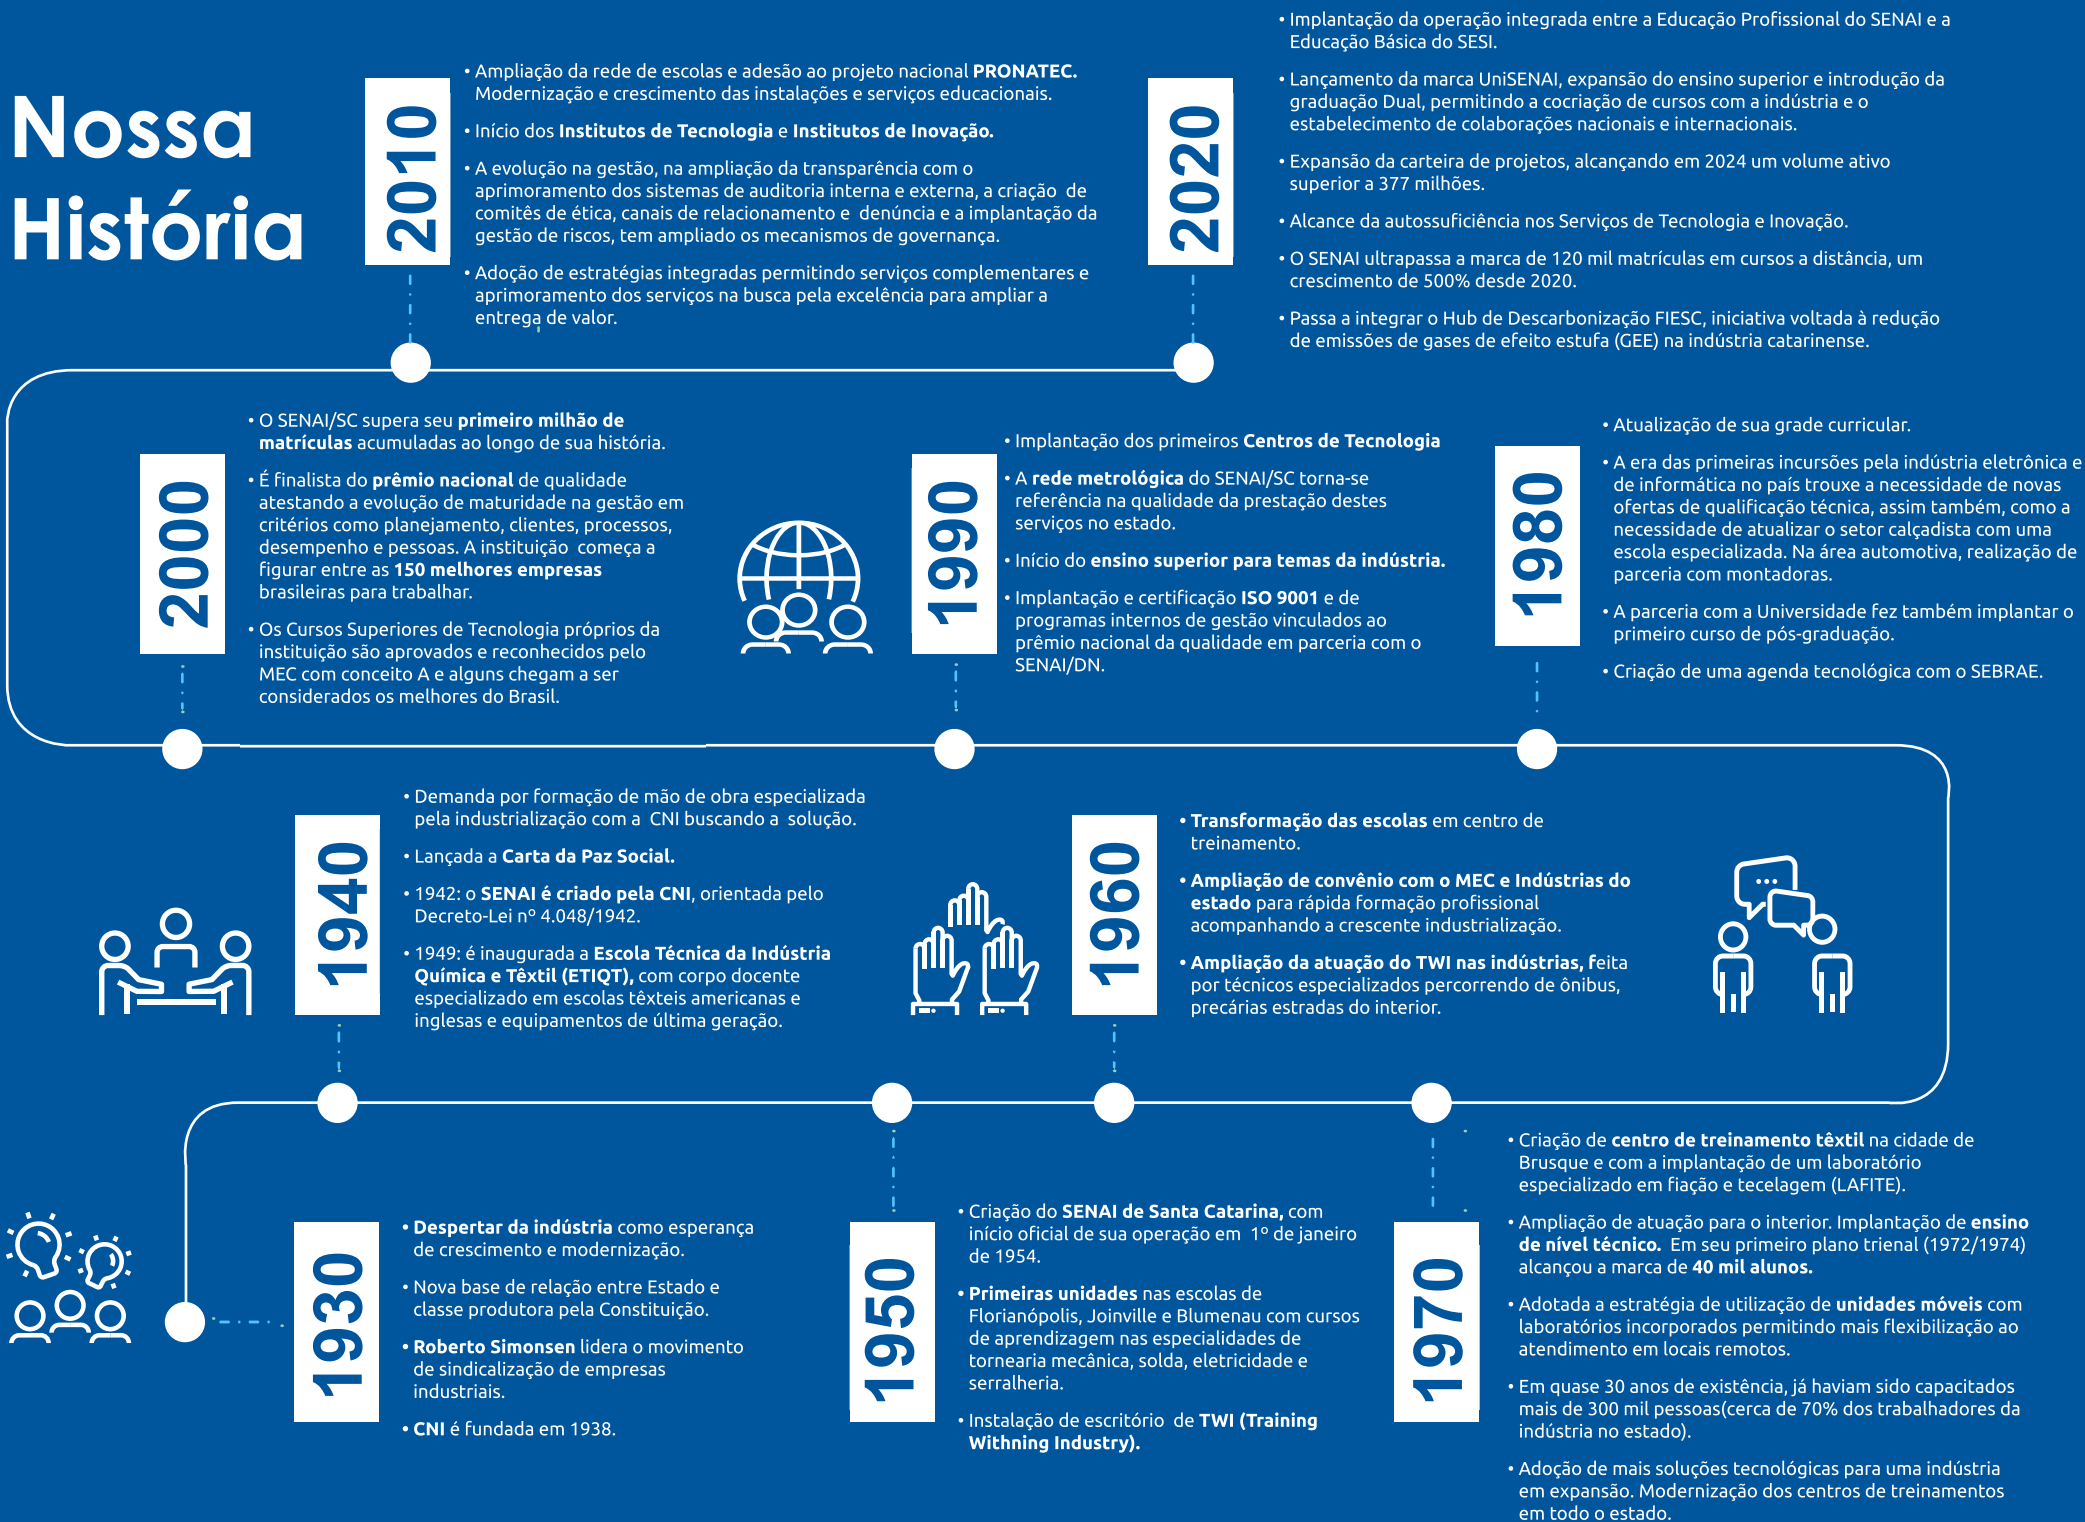 Nossa
História
2010
• Ampliação da rede de escolas e adesão ao projeto nacional PRONATEC.
Modernização e crescimento das instalações e serviços educacionais.
• Início dos Institutos de Tecnologia e Institutos de Inovação.
• A evolução na gestão, na ampliação da transparência com o
aprimoramento dos sistemas de auditoria interna e externa, a criação de
comitês de ética, canais de relacionamento e denúncia e a implantação da
gestão de riscos, tem ampliado os mecanismos de governança.
• Adoção de estratégias integradas permitindo serviços complementares e
aprimoramento dos serviços na busca pela excelência para ampliar a
entrega de valor.
2020
• Implantação da operação integrada entre a Educação Profissional do SENAI e a
Educação Básica do SESI.
• Lançamento da marca UniSENAI, expansão do ensino superior e introdução da
graduação Dual, permitindo a cocriação de cursos com a indústria e o
estabelecimento de colaborações nacionais e internacionais.
• Expansão da carteira de projetos, alcançando em 2024 um volume ativo
superior a 377 milhões.
• Alcance da autossuficiência nos Serviços de Tecnologia e Inovação.
• O SENAI ultrapassa a marca de 120 mil matrículas em cursos a distância, um
crescimento de 500% desde 2020.
• Passa a integrar o Hub de Descarbonização FIESC, iniciativa voltada à redução
de emissões de gases de efeito estufa (GEE) na indústria catarinense.
2000
• O SENAI/SC supera seu primeiro milhão de
matrículas acumuladas ao longo de sua história.
• É finalista do prêmio nacional de qualidade
atestando a evolução de maturidade na gestão em
critérios como planejamento, clientes, processos,
desempenho e pessoas. A instituição começa a
figurar entre as 150 melhores empresas
brasileiras para trabalhar.
• Os Cursos Superiores de Tecnologia próprios da
instituição são aprovados e reconhecidos pelo
MEC com conceito A e alguns chegam a ser
considerados os melhores do Brasil.
1990
• Implantação dos primeiros Centros de Tecnologia
• A rede metrológica do SENAI/SC torna-se
referência na qualidade da prestação destes
serviços no estado.
• Início do ensino superior para temas da indústria.
• Implantação e certificação ISO 9001 e de
programas internos de gestão vinculados ao
prêmio nacional da qualidade em parceria com o
SENAI/DN.
1980
• Atualização de sua grade curricular.
• A era das primeiras incursões pela indústria eletrônica e
de informática no país trouxe a necessidade de novas
ofertas de qualificação técnica, assim também, como a
necessidade de atualizar o setor calçadista com uma
escola especializada. Na área automotiva, realização de
parceria com montadoras.
• A parceria com a Universidade fez também implantar o
primeiro curso de pós-graduação.
• Criação de uma agenda tecnológica com o SEBRAE.
1940
• Demanda por formação de mão de obra especializada
pela industrialização com a CNI buscando a solução.
• Lançada a Carta da Paz Social.
• 1942: o SENAI é criado pela CNI, orientada pelo
Decreto-Lei nº 4.048/1942.
• 1949: é inaugurada a Escola Técnica da Indústria
Química e Têxtil (ETIQT), com corpo docente
especializado em escolas têxteis americanas e
inglesas e equipamentos de última geração.
1960
• Transformação das escolas em centro de
treinamento.
• Ampliação de convênio com o MEC e Indústrias do
estado para rápida formação profissional
acompanhando a crescente industrialização.
• Ampliação da atuação do TWI nas indústrias, feita
por técnicos especializados percorrendo de ônibus,
precárias estradas do interior.
1930
• Despertar da indústria como esperança
de crescimento e modernização.
• Nova base de relação entre Estado e
classe produtora pela Constituição.
• Roberto Simonsen lidera o movimento
de sindicalização de empresas
industriais.
• CNI é fundada em 1938.
1950
• Criação do SENAI de Santa Catarina, com
início oficial de sua operação em 1º de janeiro
de 1954.
• Primeiras unidades nas escolas de
Florianópolis, Joinville e Blumenau com cursos
de aprendizagem nas especialidades de
tornearia mecânica, solda, eletricidade e
serralheria.
• Instalação de escritório de TWI (Training
Withning Industry).
1970
• Criação de centro de treinamento têxtil na cidade de
Brusque e com a implantação de um laboratório
especializado em fiação e tecelagem (LAFITE).
• Ampliação de atuação para o interior. Implantação de ensino
de nível técnico. Em seu primeiro plano trienal (1972/1974)
alcançou a marca de 40 mil alunos.
• Adotada a estratégia de utilização de unidades móveis com
laboratórios incorporados permitindo mais flexibilização ao
atendimento em locais remotos.
• Em quase 30 anos de existência, já haviam sido capacitados
mais de 300 mil pessoas(cerca de 70% dos trabalhadores da
indústria no estado).
• Adoção de mais soluções tecnológicas para uma indústria
em expansão. Modernização dos centros de treinamentos
em todo o estado.